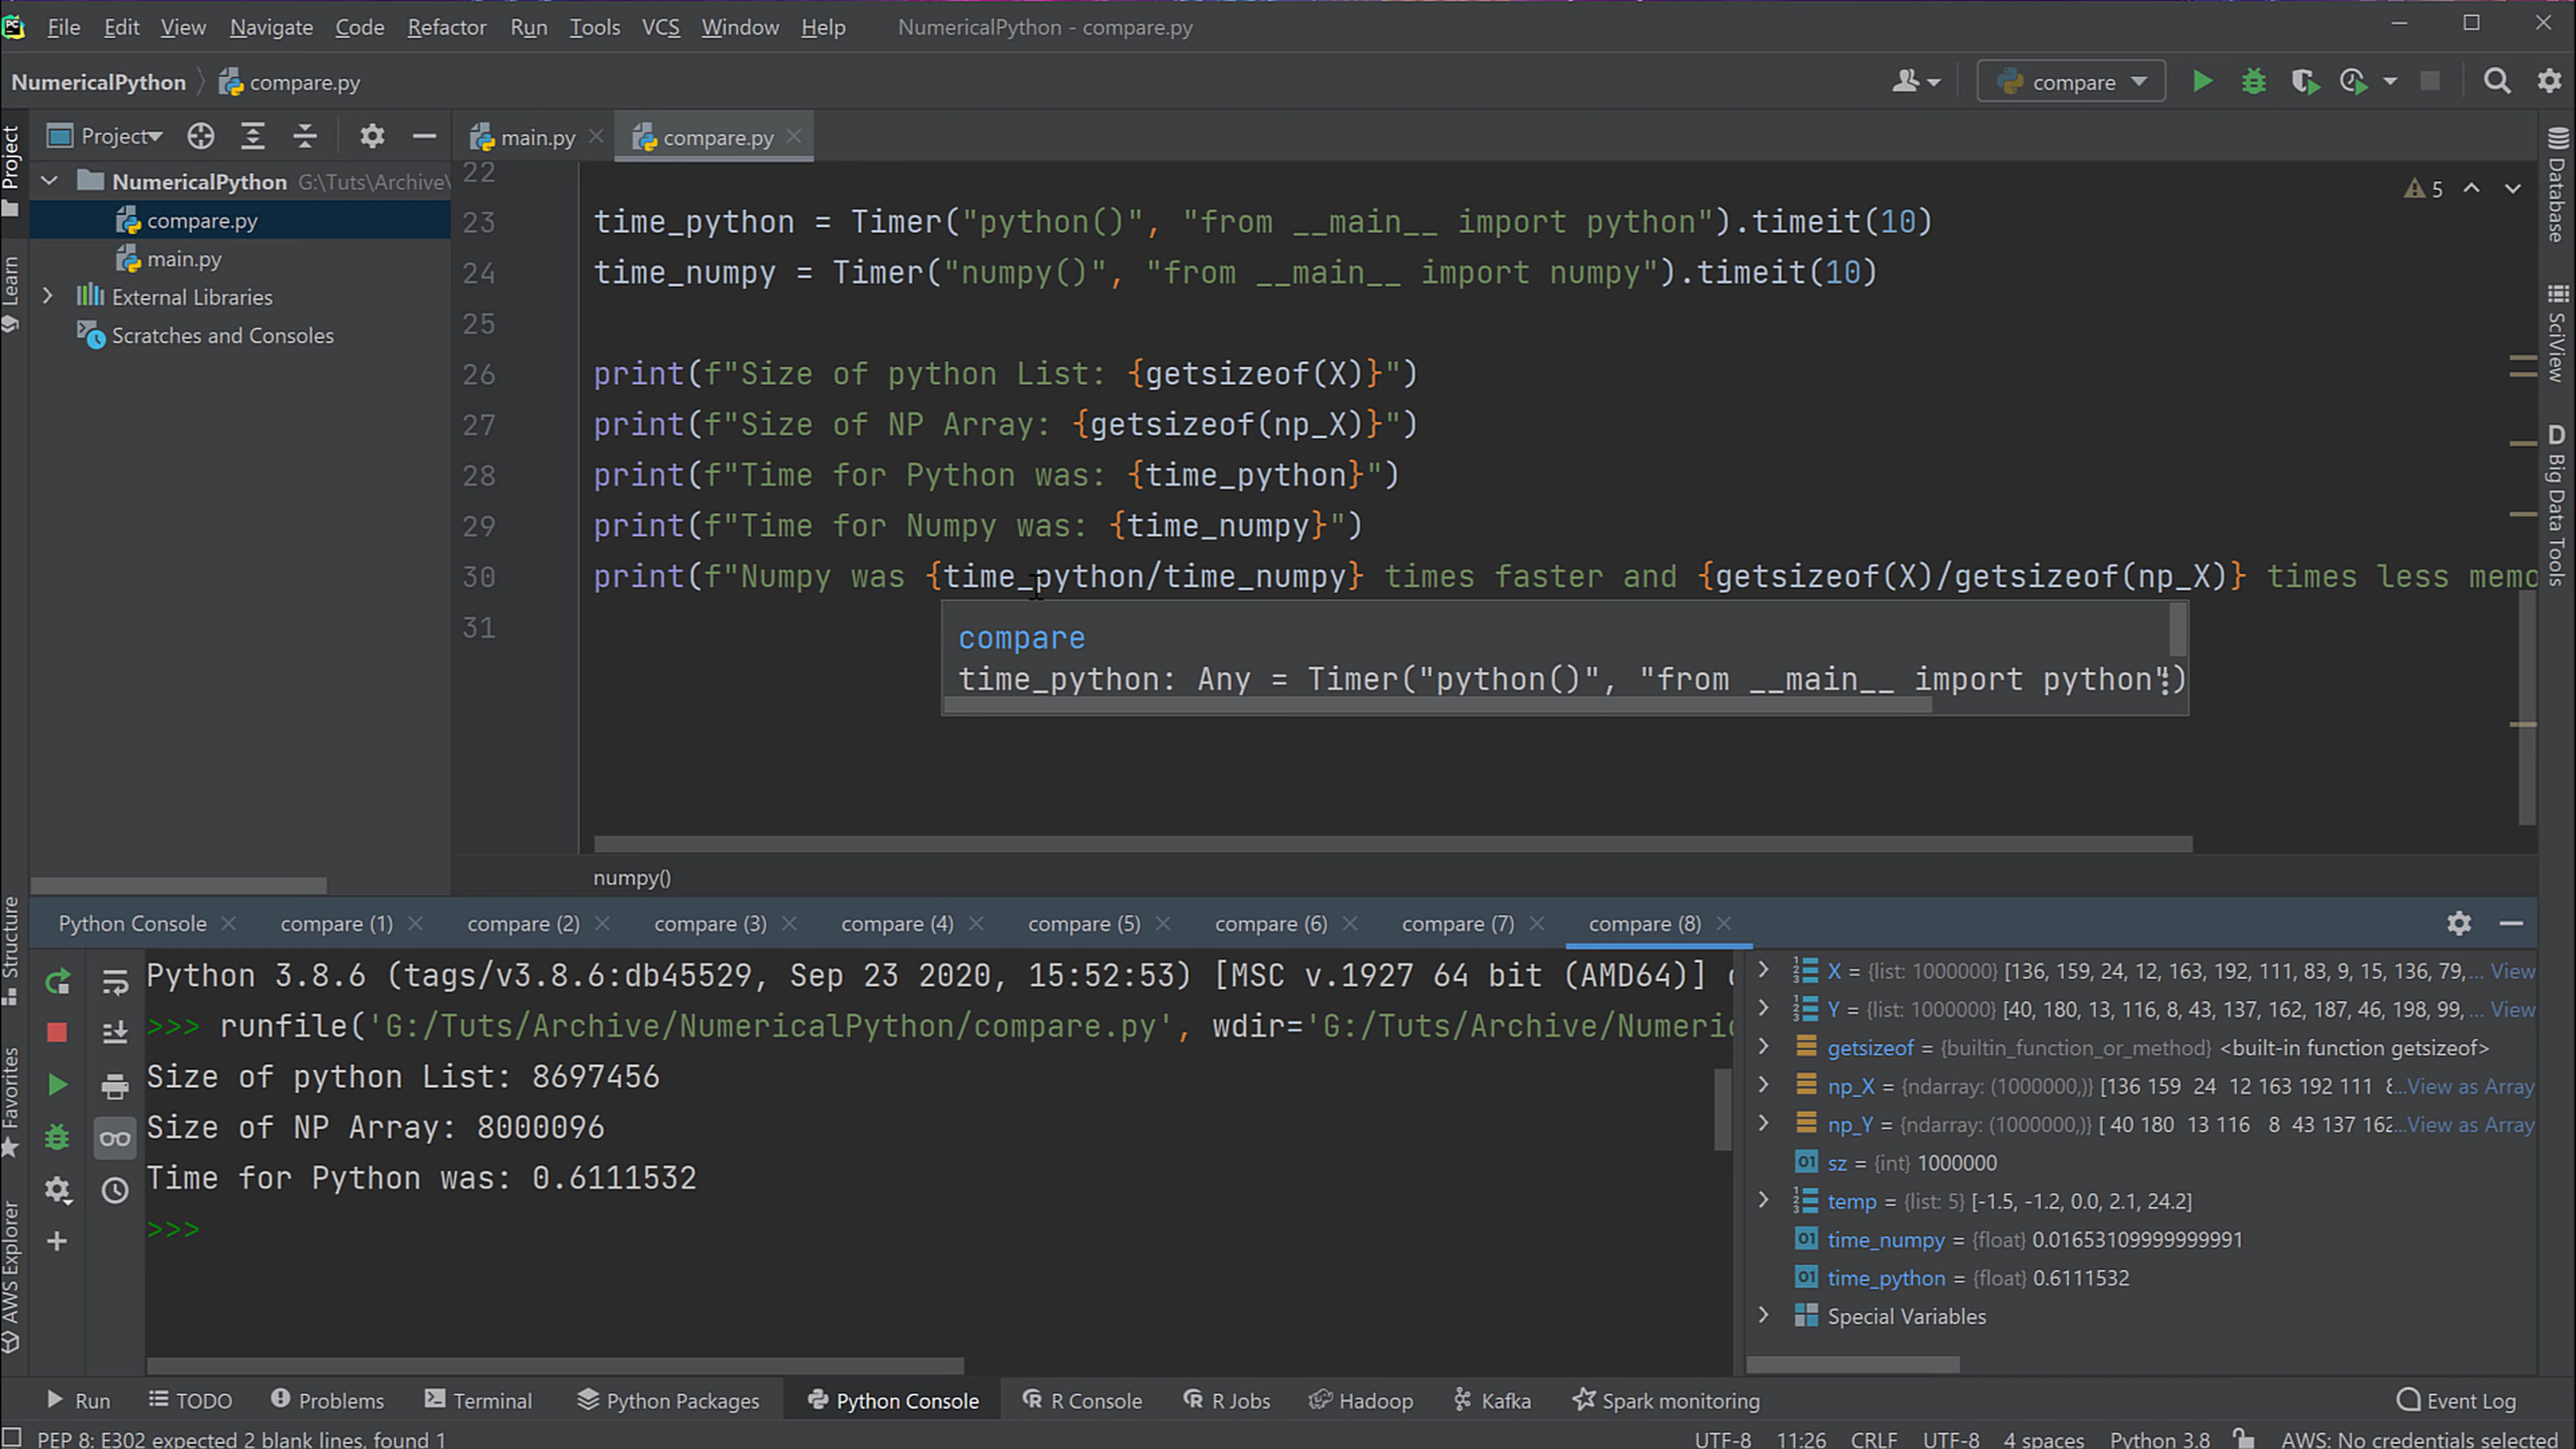 PC File Edit View Navigate Code Refactor Run Tools VCS Window Help NumericalPython - compare.py
NumericalPython compare.py compare
Project main.py compare.py
Project
Learn
Structure
Favorites
AWS Explorer
NumericalPython G:\Tuts\Archive\
compare.py
main.py
External Libraries
Scratches and Consoles
5
22
23 time_python = Timer("python()", "from __main__ import python").timeit(10)
24 time_numpy = Timer("numpy()", "from __main__ import numpy").timeit(10)
25
26 print(f"Size of python List: {getsizeof(X)}")
27 print(f"Size of NP Array: {getsizeof(np_X)}")
28 print(f"Time for Python was: {time_python}")
29 print(f"Time for Numpy was: {time_numpy}")
30 print(f"Numpy was {time_python/time_numpy} times faster and {getsizeof(X)/getsizeof(np_X)} times less memo
31
compare
time_python: Any = Timer("python()", "from __main__ import python")
numpy()
Database
SciView
D Big Data Tools
Python Console compare (1) compare (2) compare (3) compare (4) compare (5) compare (6) compare (7) compare (8)
Python 3.8.6 (tags/v3.8.6:db45529, Sep 23 2020, 15:52:53) [MSC v.1927 64 bit (AMD64)]
>>> runfile('G:/Tuts/Archive/NumericalPython/compare.py', wdir='G:/Tuts/Archive/Numeric
Size of python List: 8697456
Size of NP Array: 8000096
Time for Python was: 0.6111532
>>>
X = {list: 1000000} [136, 159, 24, 12, 163, 192, 111, 83, 9, 15, 136, 79,... View
Y = {list: 1000000} [40, 180, 13, 116, 8, 43, 137, 162, 187, 46, 198, 99,... View
getsizeof = {builtin_function_or_method} <built-in function getsizeof>
np_X = {ndarray: (1000000,)} [136 159 24 12 163 192 111 8...View as Array
np_Y = {ndarray: (1000000,)} [ 40 180 13 116 8 43 137 162...View as Array
sz = {int} 1000000
temp = {list: 5} [-1.5, -1.2, 0.0, 2.1, 24.2]
time_numpy = {float} 0.01653109999999991
time_python = {float} 0.6111532
Special Variables
Run TODO Problems Terminal Python Packages Python Console R Console R Jobs Hadoop Kafka Spark monitoring Event Log
PEP 8: E302 expected 2 blank lines, found 1 UTF-8 11:26 CRLF UTF-8 4 spaces Python 3.8 AWS: No credentials selected